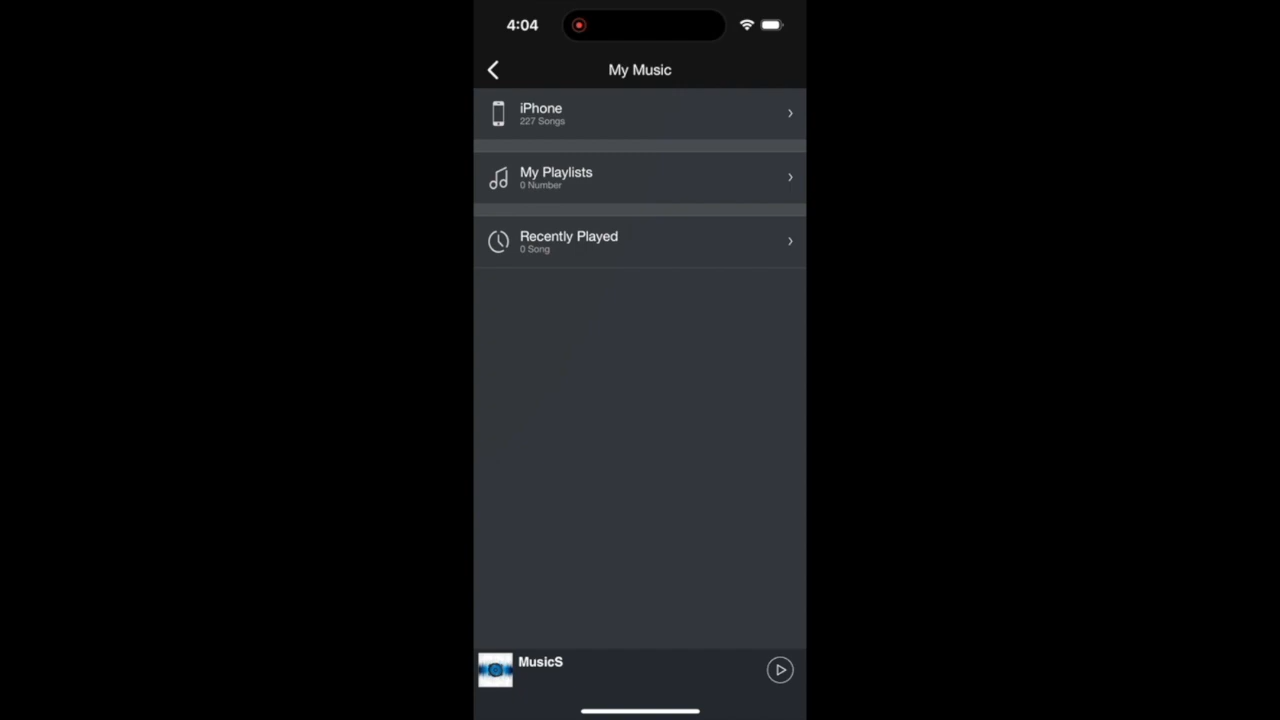 4:04
My Music
iPhone
227 Songs
My Playlists
0 Number
Recently Played
0 Song
MusicS